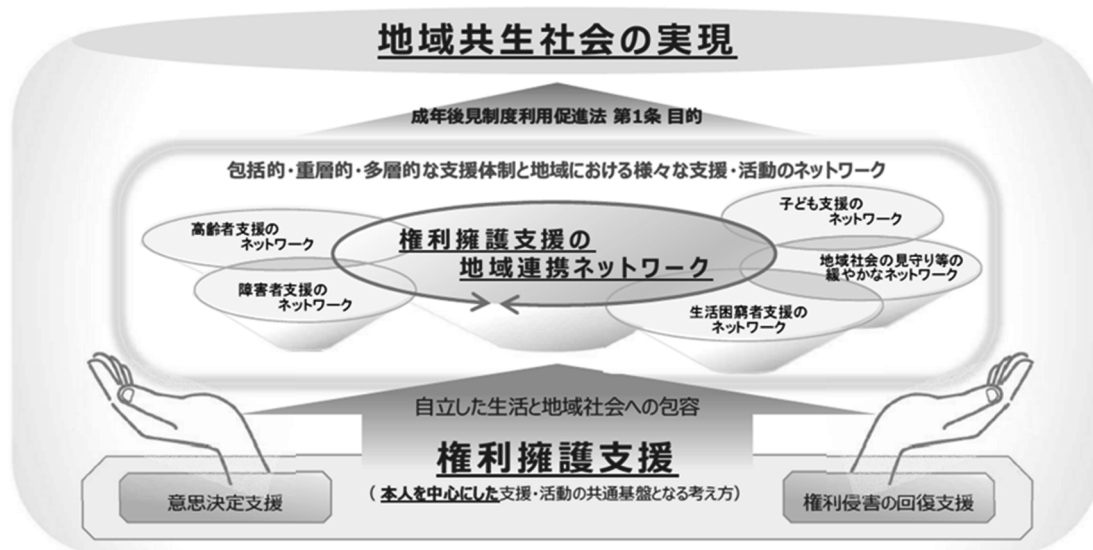 地域共生社会の実現
成年後見制度利用促進法 第1条 目的
包括的・重層的・多層的な支援体制と地域における様々な支援・活動のネットワーク
高齢者支援の
ネットワーク
障害者支援の
ネットワーク
権利擁護支援の
地域連携ネットワーク
子ども支援の
ネットワーク
地域社会の見守り等の
緩やかなネットワーク
生活困窮者支援の
ネットワーク
自立した生活と地域社会への包容
権利擁護支援
（本人を中心にした支援・活動の共通基盤となる考え方）
意思決定支援
権利侵害の回復支援